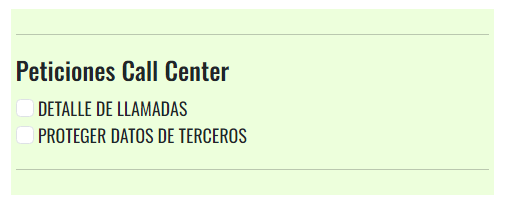 Peticiones Call Center
DETALLE DE LLAMADAS
PROTEGER DATOS DE TERCEROS